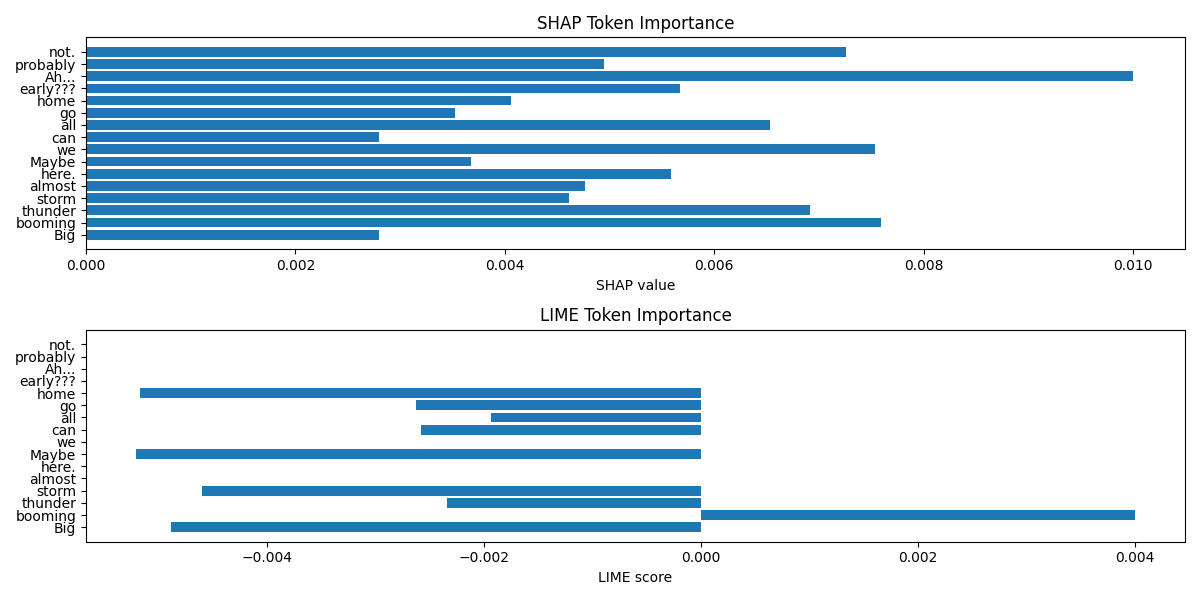 SHAP Token Importance
not.
probably
Ah...
early???
home
go
all
can
we
Maybe
here.
almost
storm
thunder
booming
Big
0.000 0.002 0.004 0.006 0.008 0.010
SHAP value
LIME Token Importance
not.
probably
Ah...
early???
home
go
all
can
we
Maybe
here.
almost
storm
thunder
booming
Big
−0.004 −0.002 0.000 0.002 0.004
LIME score